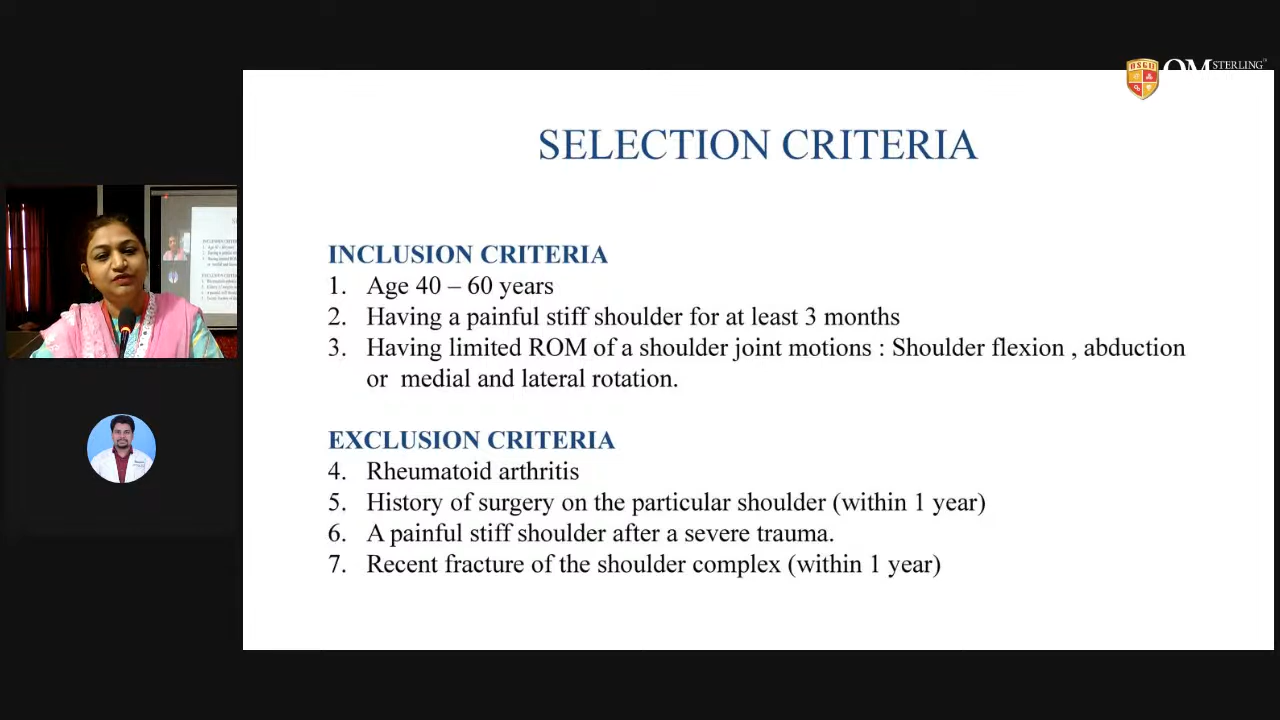 OM STERLING
SELECTION CRITERIA
INCLUSION CRITERIA
1. Age 40 – 60 years
2. Having a painful stiff shoulder for at least 3 months
3. Having limited ROM of a shoulder joint motions : Shoulder flexion , abduction
or medial and lateral rotation.
EXCLUSION CRITERIA
4. Rheumatoid arthritis
5. History of surgery on the particular shoulder (within 1 year)
6. A painful stiff shoulder after a severe trauma.
7. Recent fracture of the shoulder complex (within 1 year)